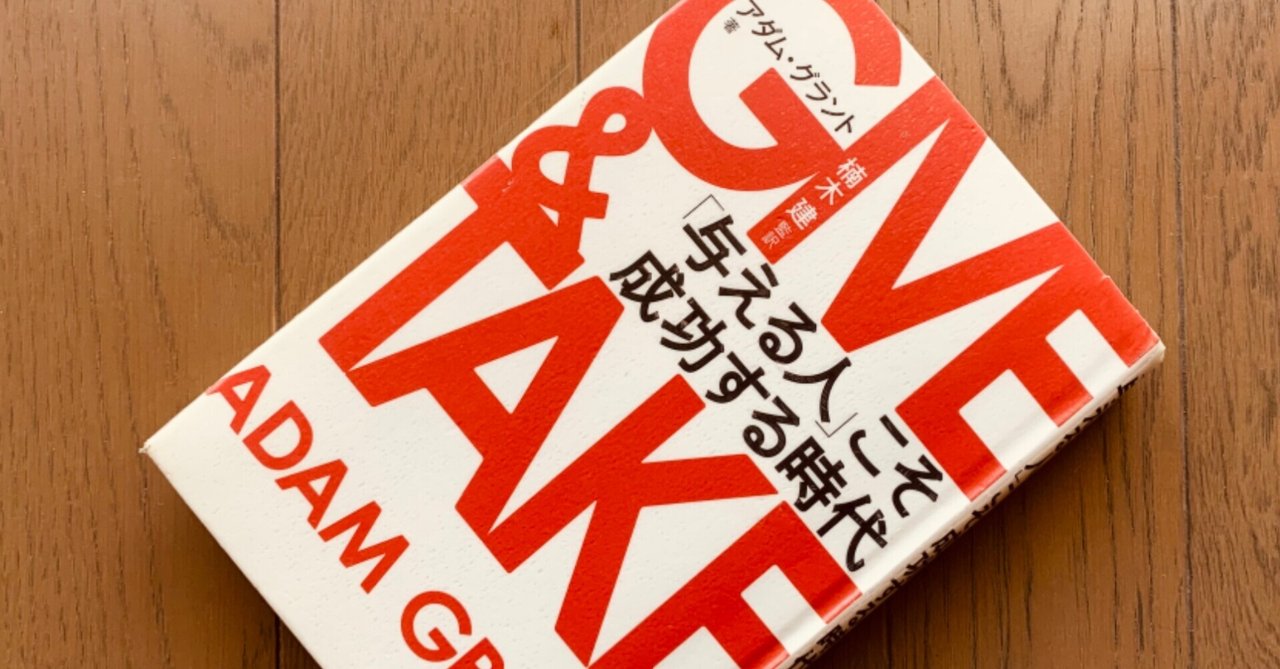 GIVE
&
TAKE
アダム・グラント
著
楠木 建 監訳
「与える人」こそ
成功する時代
ADAM GR